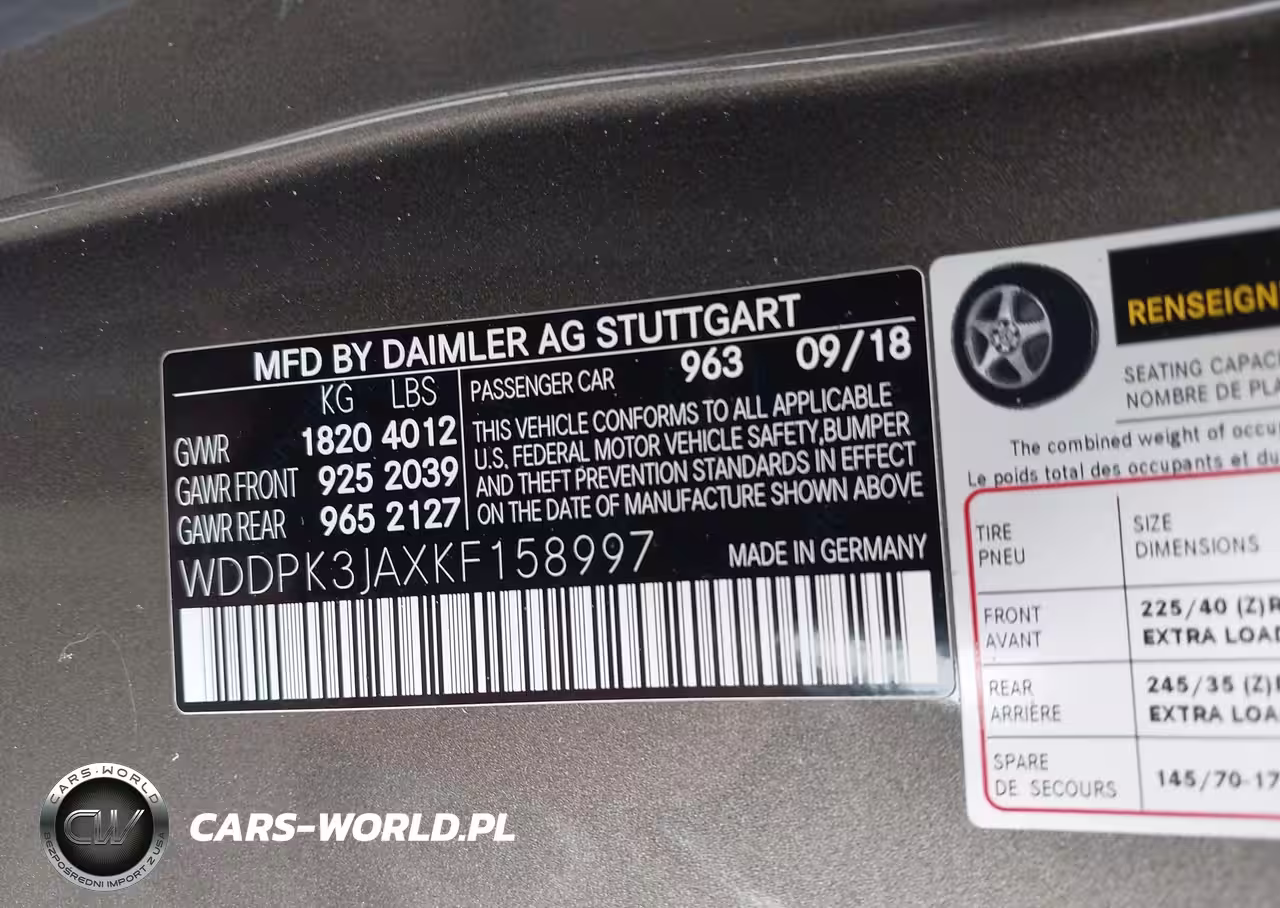 MFD BY DAIMLER AG STUTTGART
KG LBS
GVWR 1820 4012
GAWR FRONT 925 2039
GAWR REAR 965 2127
PASSENGER CAR 963 09/18
THIS VEHICLE CONFORMS TO ALL APPLICABLE
U.S. FEDERAL MOTOR VEHICLE SAFETY,BUMPER
AND THEFT PREVENTION STANDARDS IN EFFECT
ON THE DATE OF MANUFACTURE SHOWN ABOVE
WDDPK3JAXKF158997
MADE IN GERMANY
RENSEIGN
SEATING CAPAC
NOMBRE DE PLA
The combined weight of occu
Le poids total des occupants et du
TIRE
PNEU
SIZE
DIMENSIONS
FRONT
AVANT
225/40 (Z)R
EXTRA LOA
REAR
ARRIÈRE
245/35 (Z)
EXTRA LOA
SPARE
DE SECOURS
145/70-17
CARS-WORLD
CW
BEZPOŚREDNI IMPORT Z USA
CARS-WORLD.PL